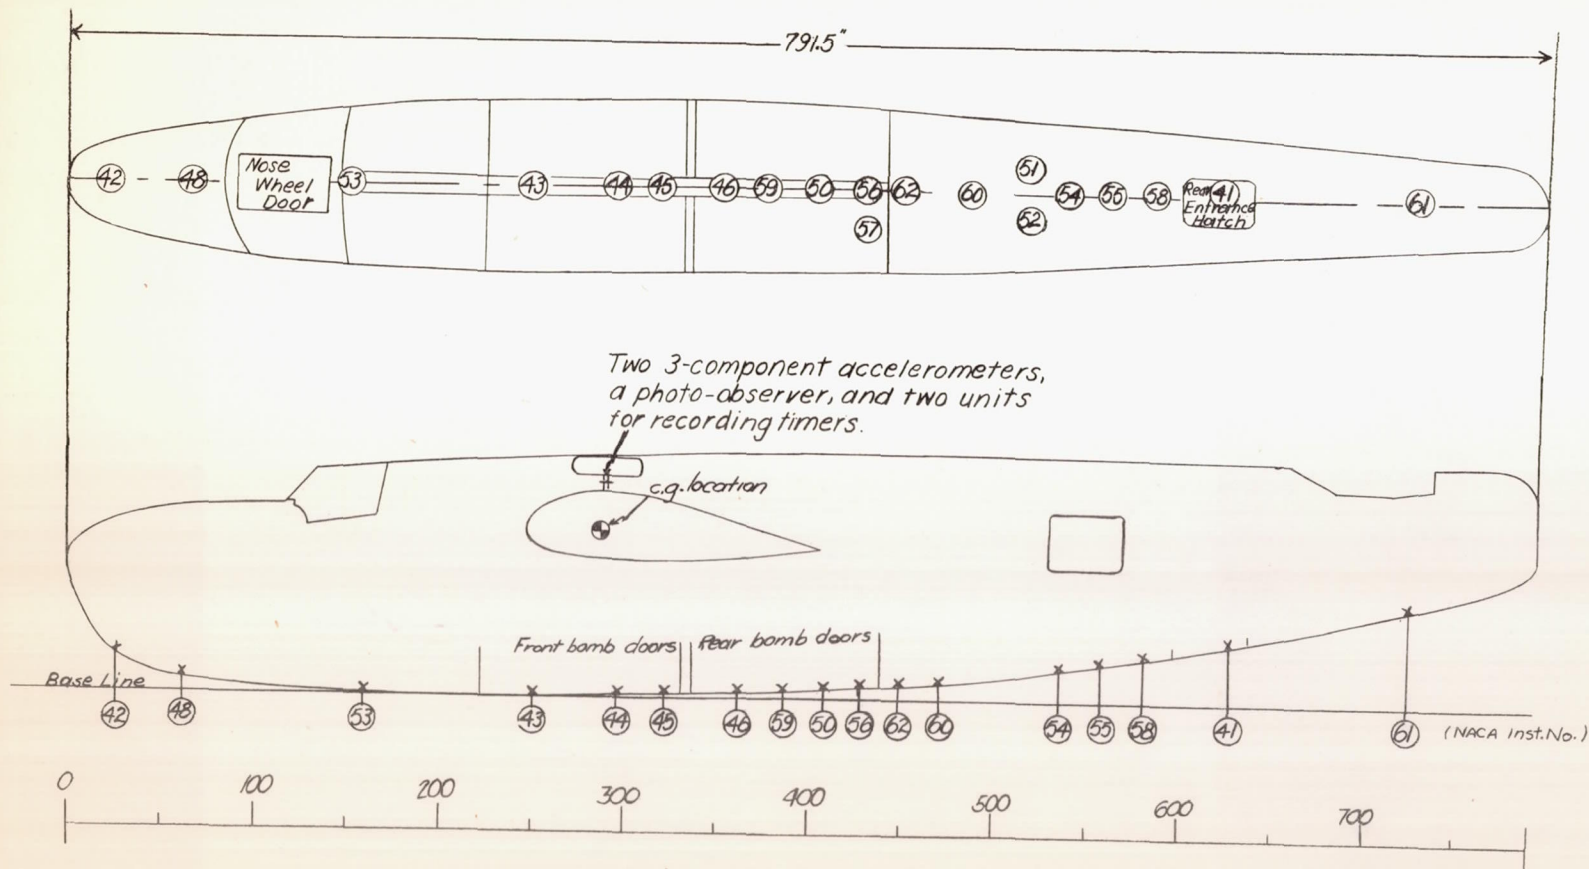 791.5"
51
42 48 Nose 53 43 44 45 46 59 50 56 62 60 54 55 58 Rear 41 61
Wheel Entrance
Door 57 52 Hatch
Two 3-component accelerometers,
a photo-observer, and two units
for recording timers.
c.g. location
Front bomb doors Rear bomb doors
Base Line
42 48 53 43 44 45 46 59 50 56 62 60 54 55 58 41 61 (NACA Inst. No.)
0 100 200 300 400 500 600 700